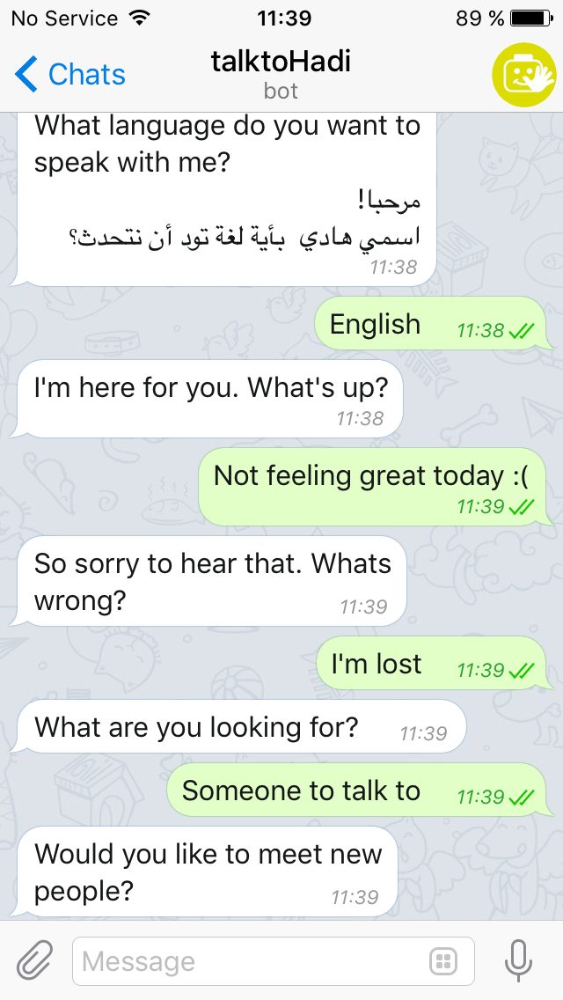 No Service 11:39 89 %
Chats
talktoHadi
bot
What language do you want to
speak with me?
مرحبا!
اسمي هادي بأية لغة تود أن نتحدث؟
11:38
English 11:38
I'm here for you. What's up?
11:38
Not feeling great today :(
11:39
So sorry to hear that. Whats
wrong? 11:39
I'm lost 11:39
What are you looking for? 11:39
Someone to talk to 11:39
Would you like to meet new
people? 11:39
Message